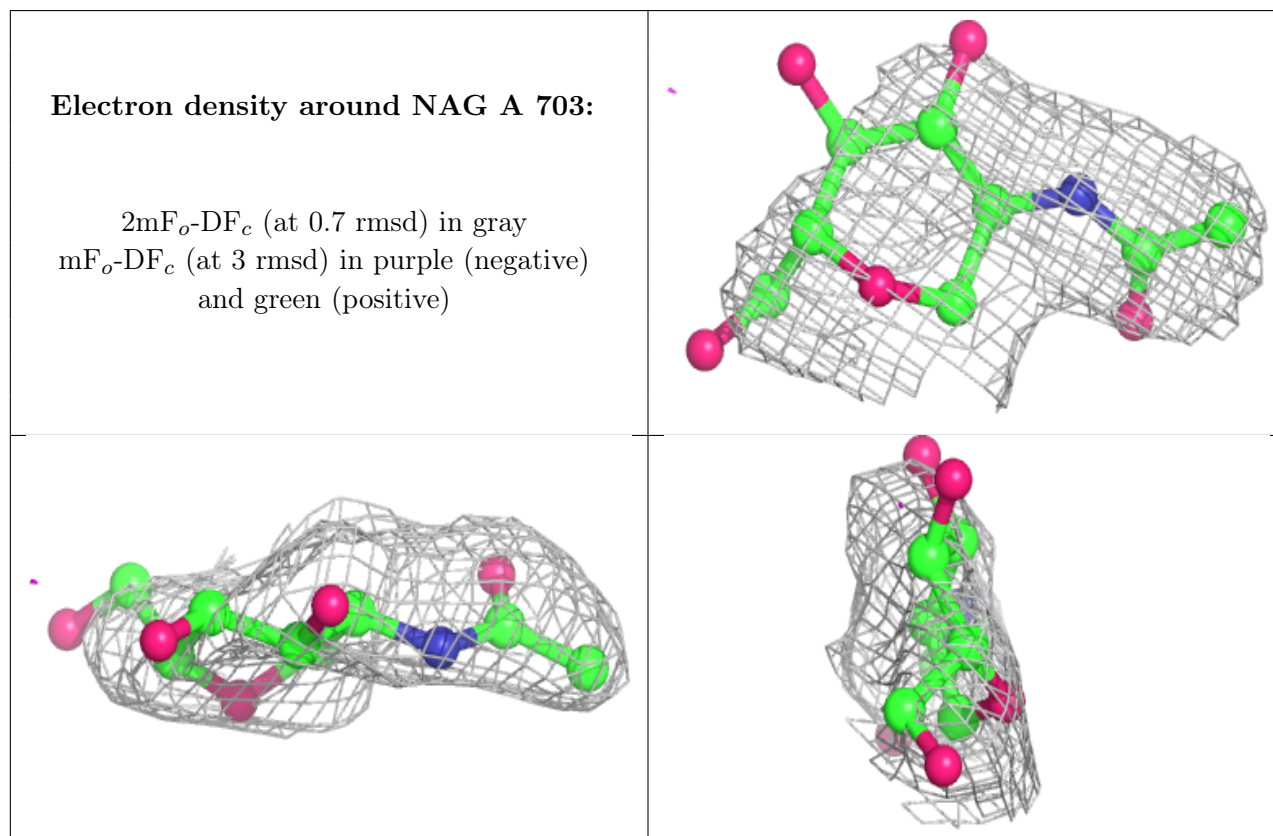 Electron density around NAG A 703:
2mFo-DFc (at 0.7 rmsd) in gray
mFo-DFc (at 3 rmsd) in purple (negative)
and green (positive)